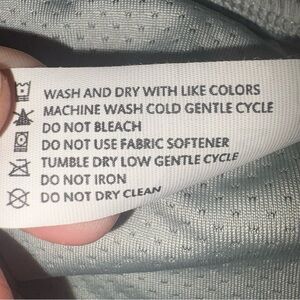 WASH AND DRY WITH LIKE COLORS
MACHINE WASH COLD GENTLE CYCLE
DO NOT BLEACH
DO NOT USE FABRIC SOFTENER
TUMBLE DRY LOW GENTLE CYCLE
DO NOT IRON
DO NOT DRY CLEAN